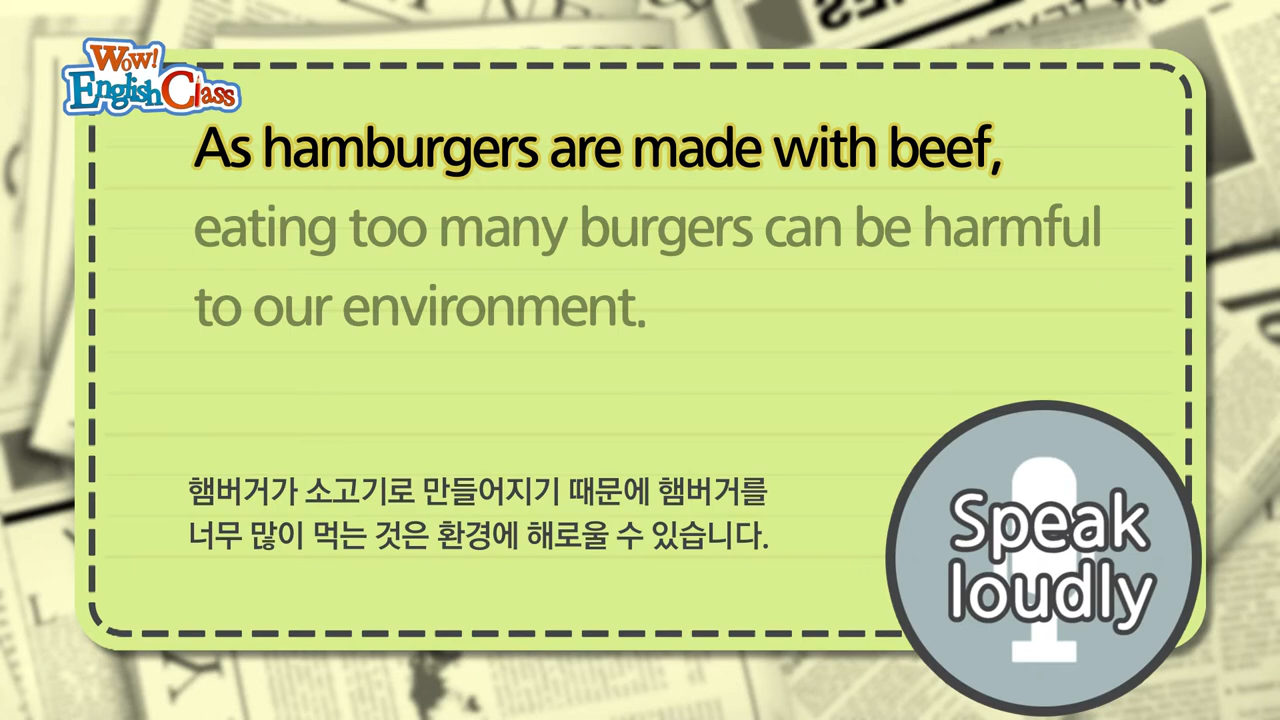 Wow!
English Class
As hamburgers are made with beef,
eating too many burgers can be harmful
to our environment.
햄버거가 소고기로 만들어지기 때문에 햄버거를
너무 많이 먹는 것은 환경에 해로울 수 있습니다.
Speak
loudly